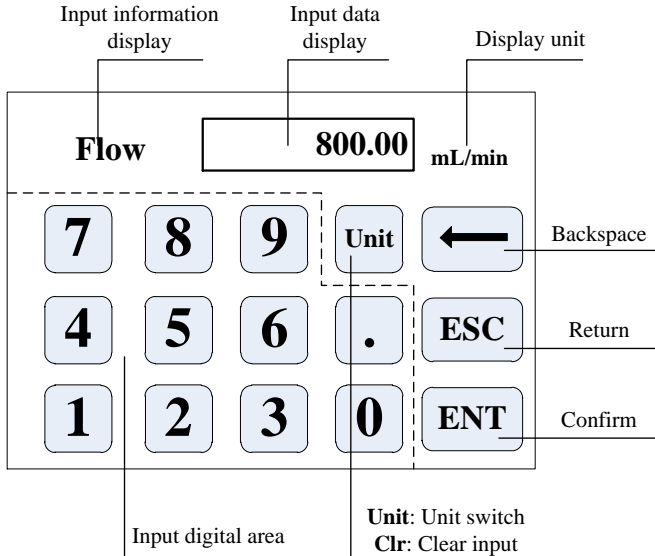 Input information
display
Input data
display
Display unit
Flow
800.00
mL/min
7 8 9 Unit
Backspace
4 5 6 . ESC
Return
1 2 3 0 ENT
Confirm
Input digital area
Unit: Unit switch
Clr: Clear input